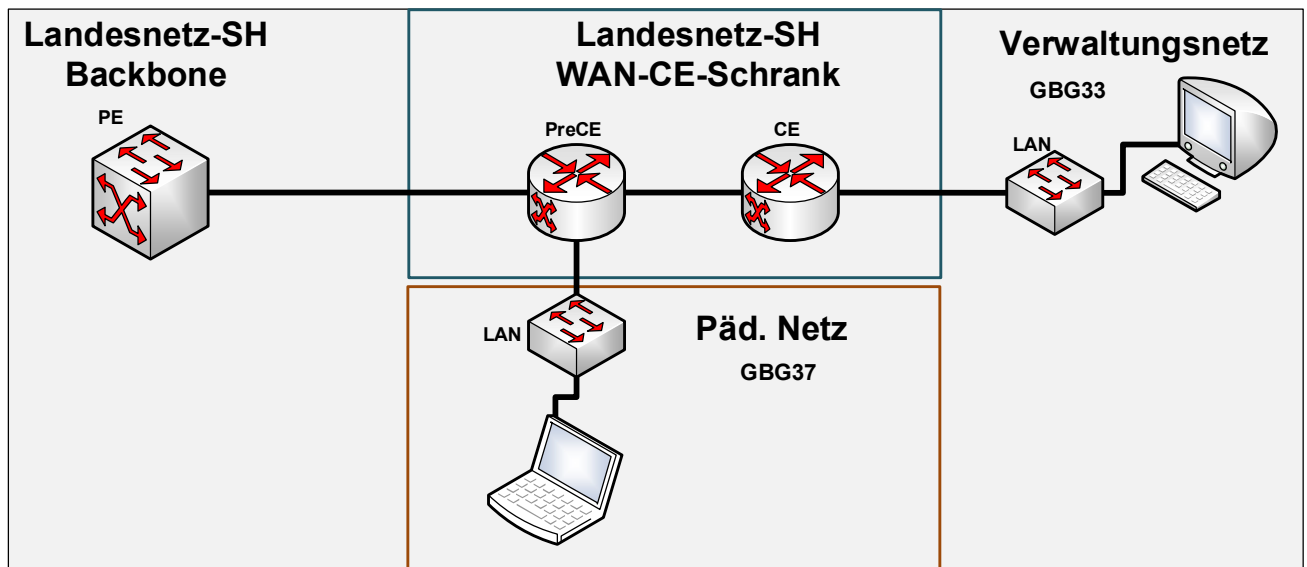 Landesnetz-SH
Backbone
PE
Landesnetz-SH
WAN-CE-Schrank
PreCE
CE
Verwaltungsnetz
GBG33
LAN
LAN
Päd. Netz
GBG37